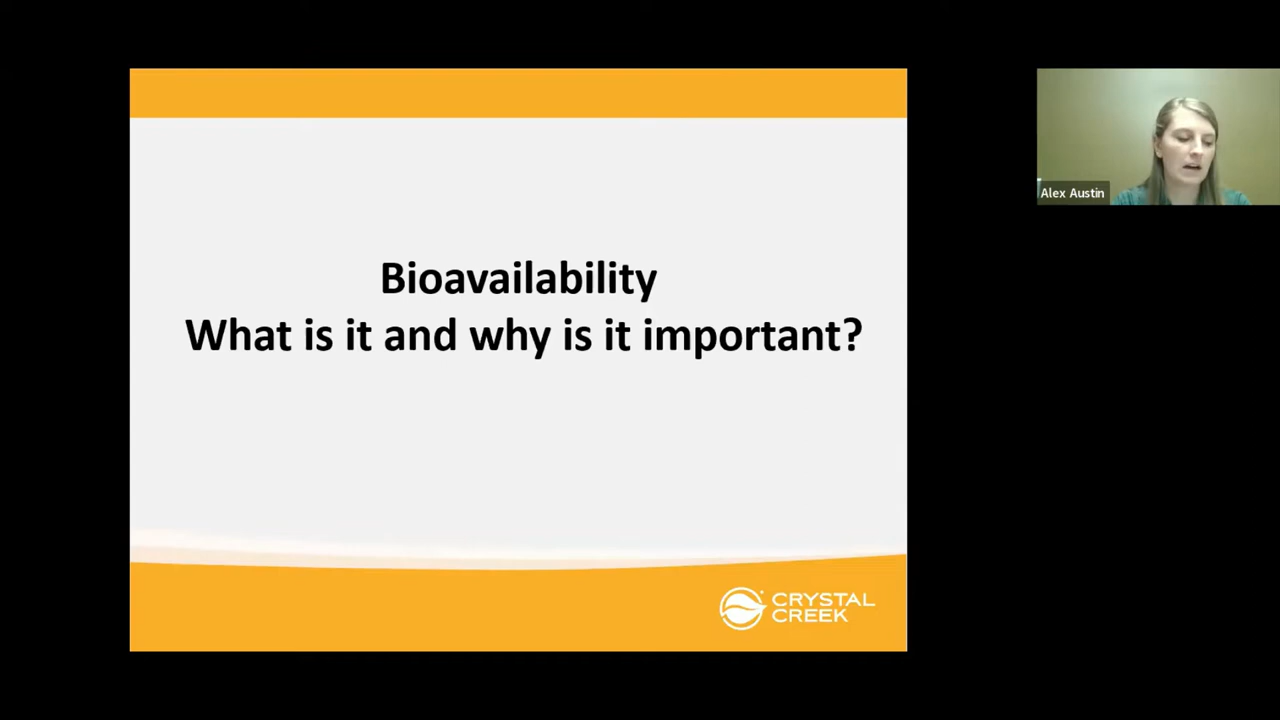 Bioavailability
What is it and why is it important?
CRYSTAL
CREEK
Alex Austin